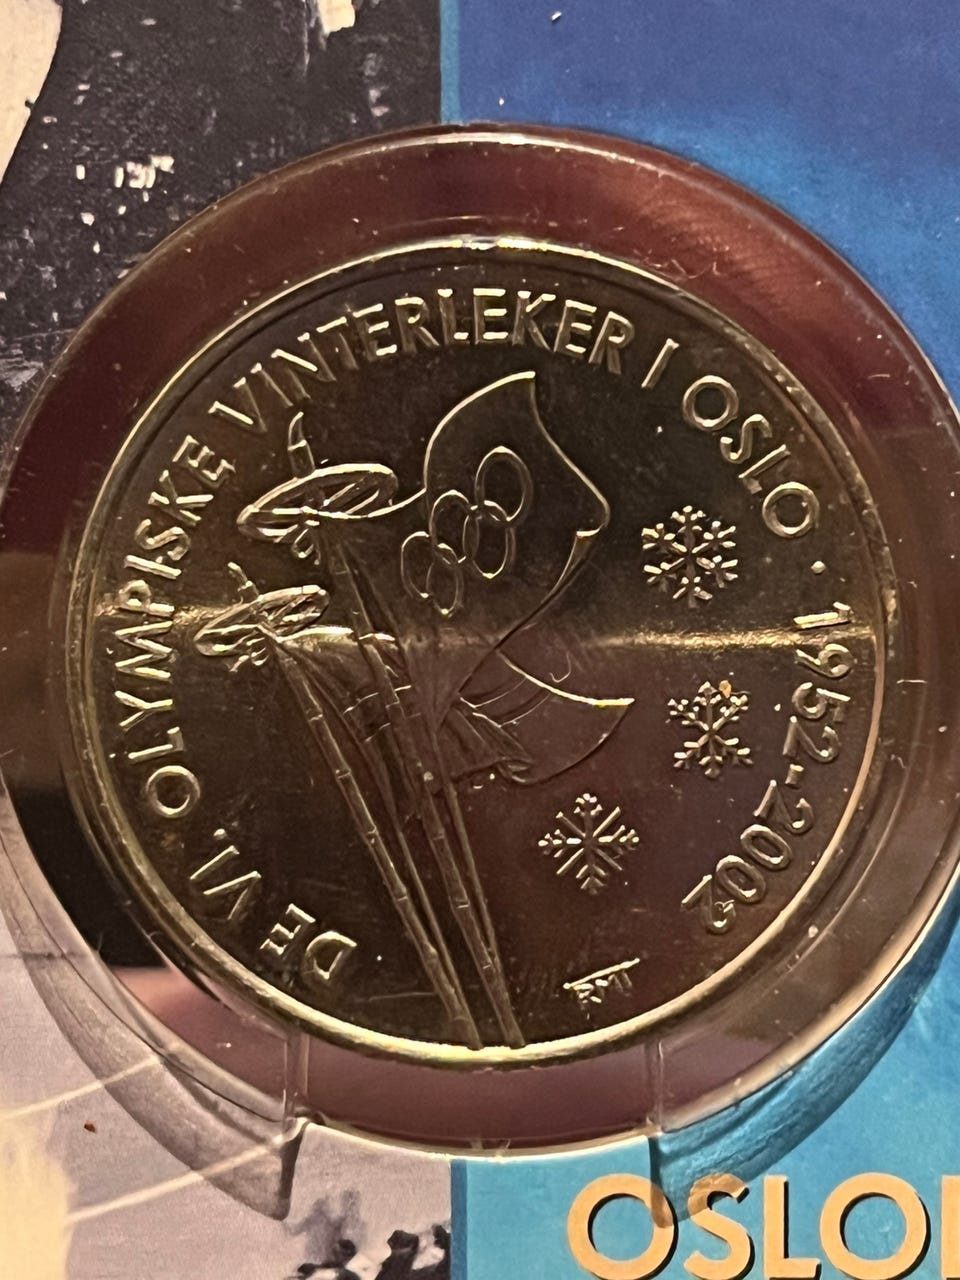 DE VI. OLYMPISKE VINTERLEKER I OSLO · 1952-2002
OSLO